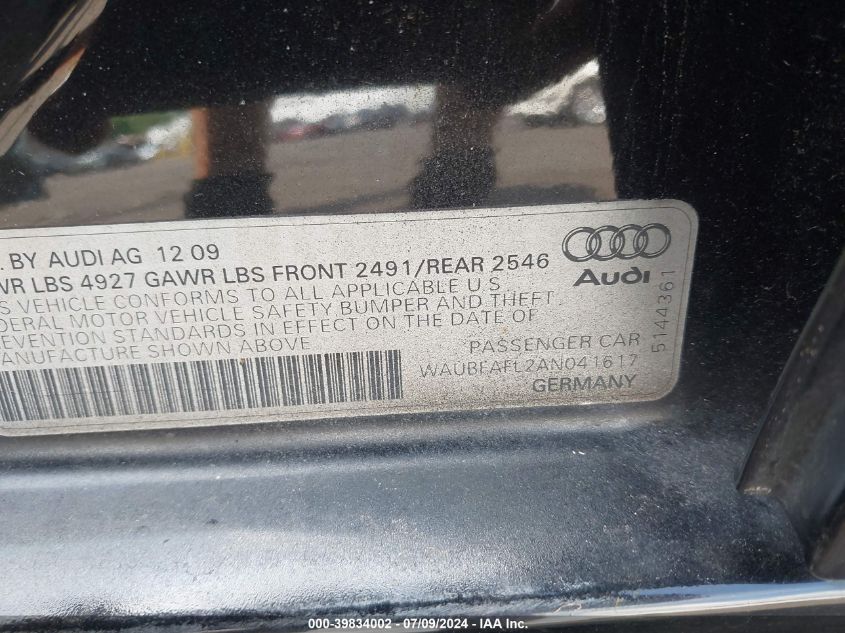 . BY AUDI AG 12 09
WR LBS 4927 GAWR LBS FRONT 2491/REAR 2546
S VEHICLE CONFORMS TO ALL APPLICABLE U S
DERAL MOTOR VEHICLE SAFETY BUMPER AND THEFT
EVENTION STANDARDS IN EFFECT ON THE DATE OF
ANUFACTURE SHOWN ABOVE
Audi
PASSENGER CAR
WAUBFAFL2AN041617
GERMANY
5144361
000-39834002 - 07/09/2024 - IAA Inc.